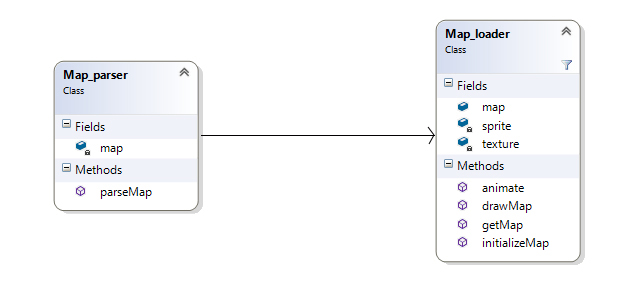 Map_parser
Class
Fields
map
Methods
parseMap
Map_loader
Class
Fields
map
sprite
texture
Methods
animate
drawMap
getMap
initializeMap